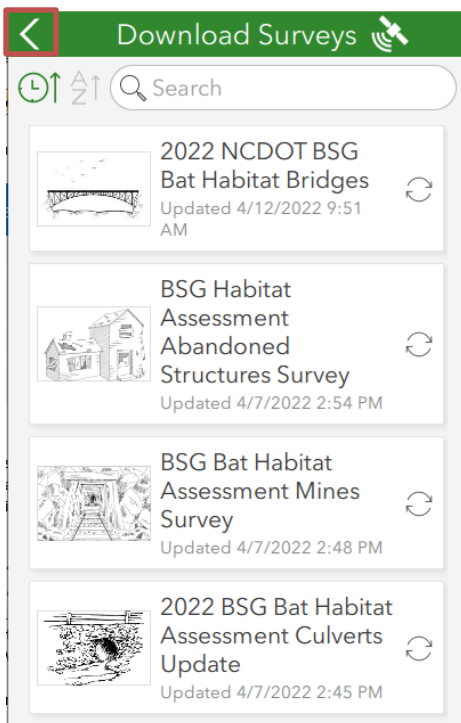 Download Surveys
A
Z
Search
2022 NCDOT BSG
Bat Habitat Bridges
Updated 4/12/2022 9:51
AM
BSG Habitat
Assessment
Abandoned
Structures Survey
Updated 4/7/2022 2:54 PM
BSG Bat Habitat
Assessment Mines
Survey
Updated 4/7/2022 2:48 PM
2022 BSG Bat Habitat
Assessment Culverts
Update
Updated 4/7/2022 2:45 PM